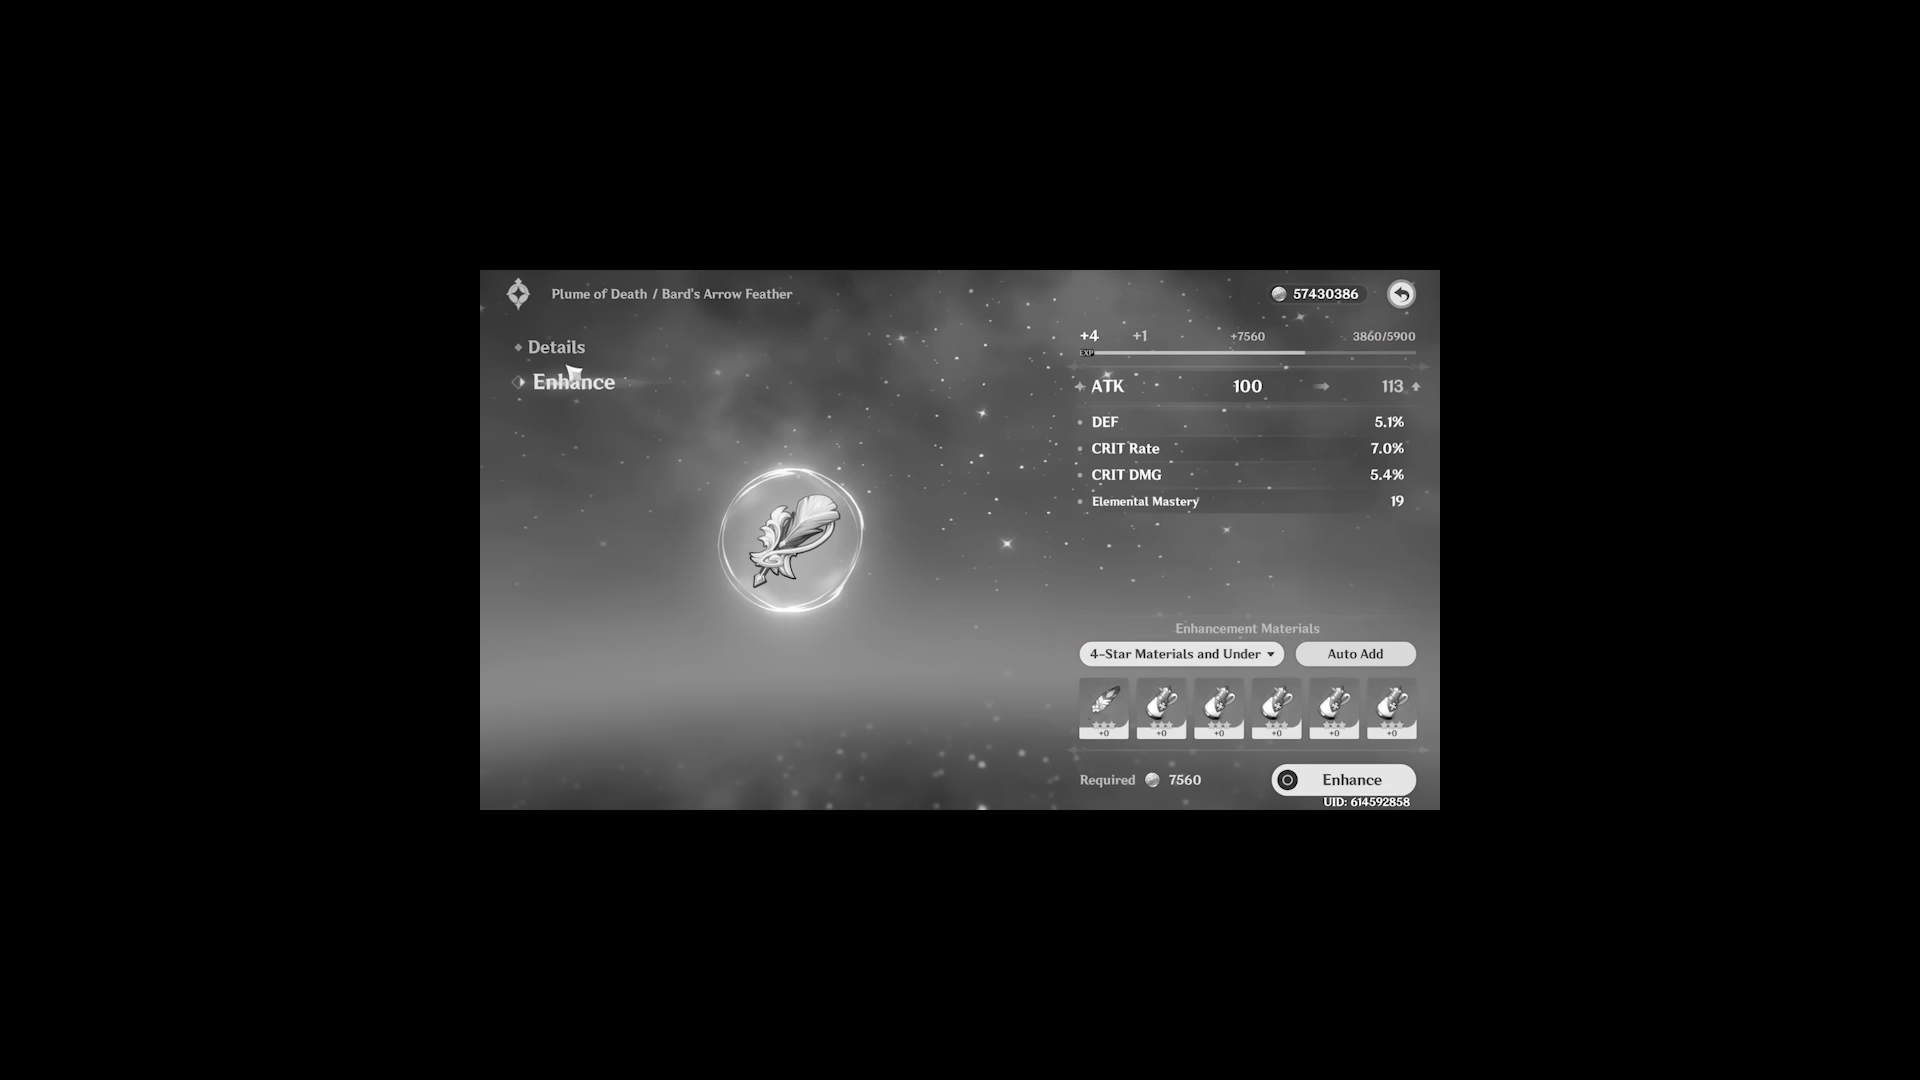 Plume of Death / Bard's Arrow Feather
57430386
Details
Enhance
+4 +1 +7560 3860/5900
EXP
ATK 100 113
DEF 5.1%
CRIT Rate 7.0%
CRIT DMG 5.4%
Elemental Mastery 19
Enhancement Materials
4-Star Materials and Under Auto Add
+0 +0 +0 +0 +0 +0
Required 7560 Enhance
UID: 614592858